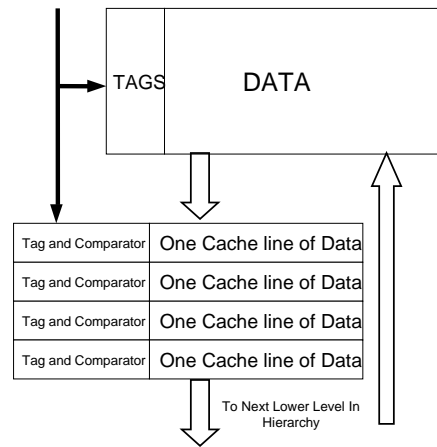 TAGS DATA
Tag and Comparator One Cache line of Data
Tag and Comparator One Cache line of Data
Tag and Comparator One Cache line of Data
Tag and Comparator One Cache line of Data
To Next Lower Level In
Hierarchy